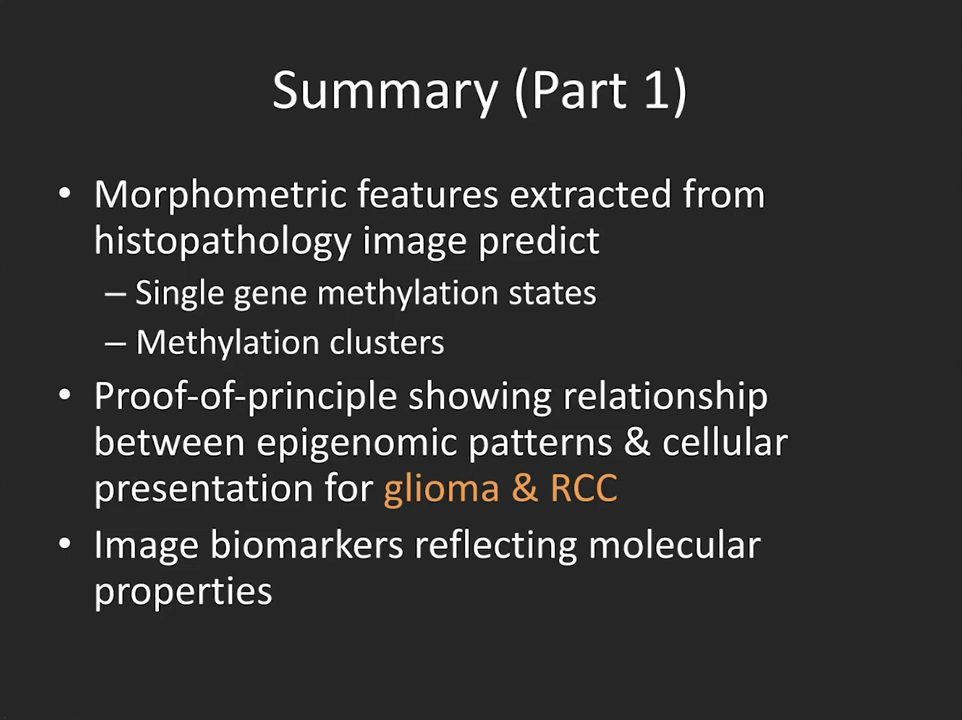 Summary (Part 1)
• Morphometric features extracted from
histopathology image predict
– Single gene methylation states
– Methylation clusters
• Proof-of-principle showing relationship
between epigenomic patterns & cellular
presentation for glioma & RCC
• Image biomarkers reflecting molecular
properties